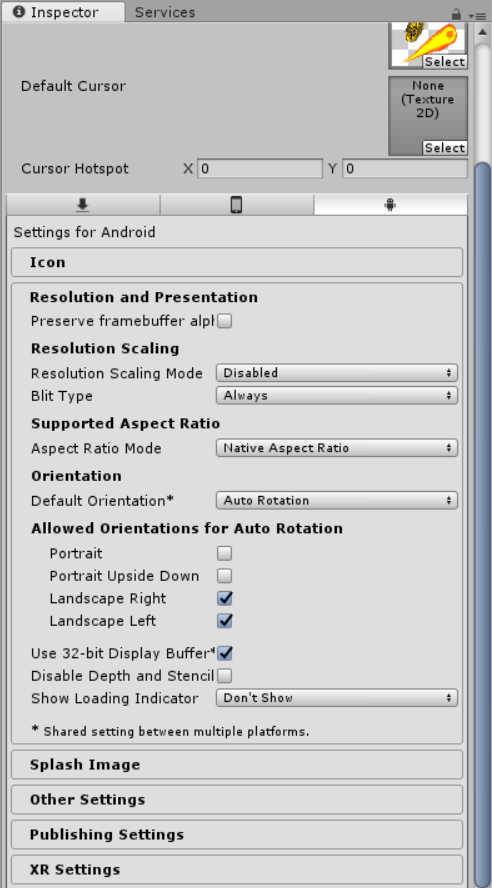 Inspector
Services
Select
Default Cursor
None
(Texture
2D)
Select
Cursor Hotspot X 0 Y 0
Settings for Android
Icon
Resolution and Presentation
Preserve framebuffer alph
Resolution Scaling
Resolution Scaling Mode Disabled
Blit Type Always
Supported Aspect Ratio
Aspect Ratio Mode Native Aspect Ratio
Orientation
Default Orientation* Auto Rotation
Allowed Orientations for Auto Rotation
Portrait
Portrait Upside Down
Landscape Right
Landscape Left
Use 32-bit Display Buffer*
Disable Depth and Stencil
Show Loading Indicator Don't Show
* Shared setting between multiple platforms.
Splash Image
Other Settings
Publishing Settings
XR Settings